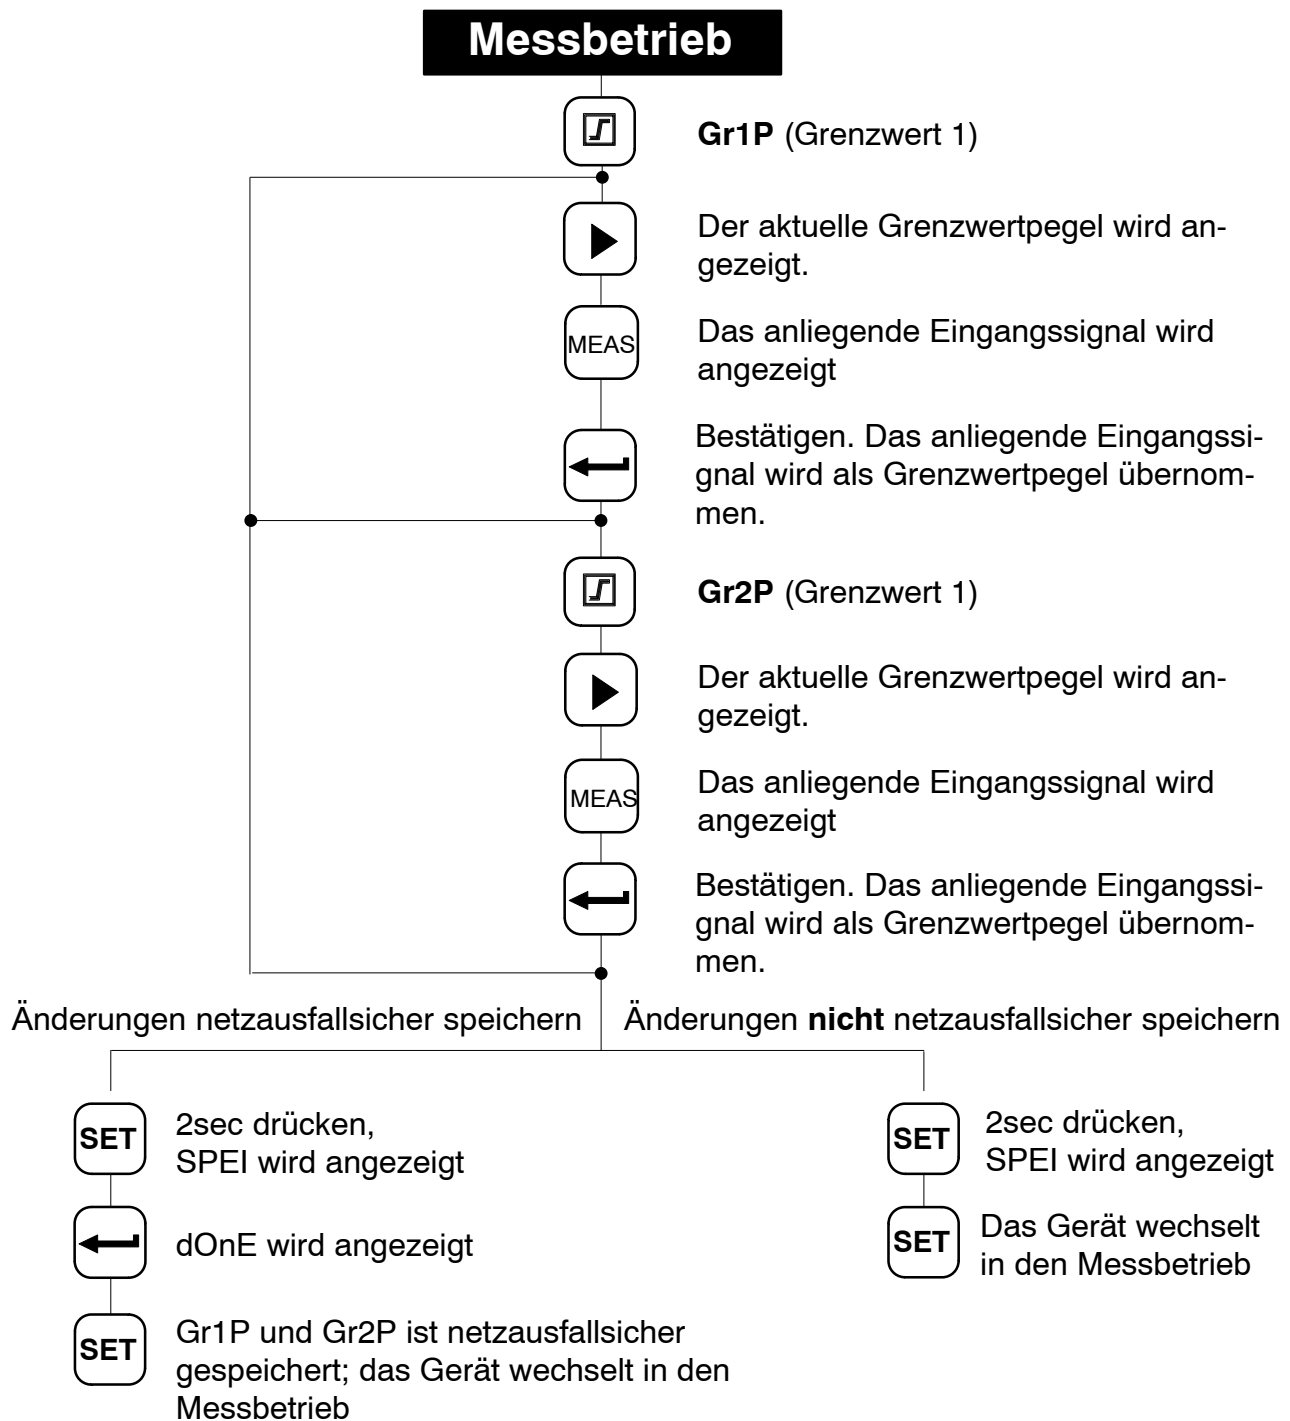 Messbetrieb
Gr1P (Grenzwert 1)
Der aktuelle Grenzwertpegel wird an-
gezeigt.
MEAS
Das anliegende Eingangssignal wird
angezeigt
Bestätigen. Das anliegende Eingangssi-
gnal wird als Grenzwertpegel übernom-
men.
Gr2P (Grenzwert 1)
Der aktuelle Grenzwertpegel wird an-
gezeigt.
MEAS
Das anliegende Eingangssignal wird
angezeigt
Bestätigen. Das anliegende Eingangssi-
gnal wird als Grenzwertpegel übernom-
men.
Änderungen netzausfallsicher speichern
Änderungen nicht netzausfallsicher speichern
SET
2sec drücken,
SPEI wird angezeigt
dOnE wird angezeigt
SET
Gr1P und Gr2P ist netzausfallsicher
gespeichert; das Gerät wechselt in den
Messbetrieb
SET
2sec drücken,
SPEI wird angezeigt
SET
Das Gerät wechselt
in den Messbetrieb